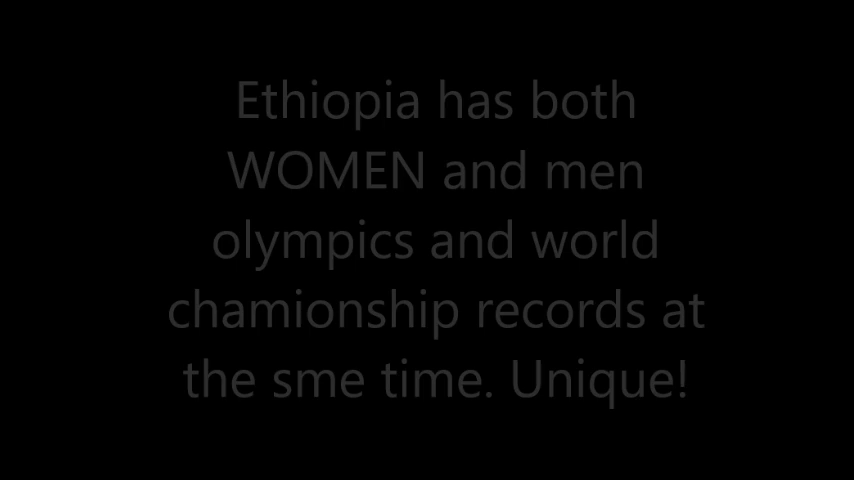 Ethiopia has both
WOMEN and men
olympics and world
chamionship records at
the sme time. Unique!